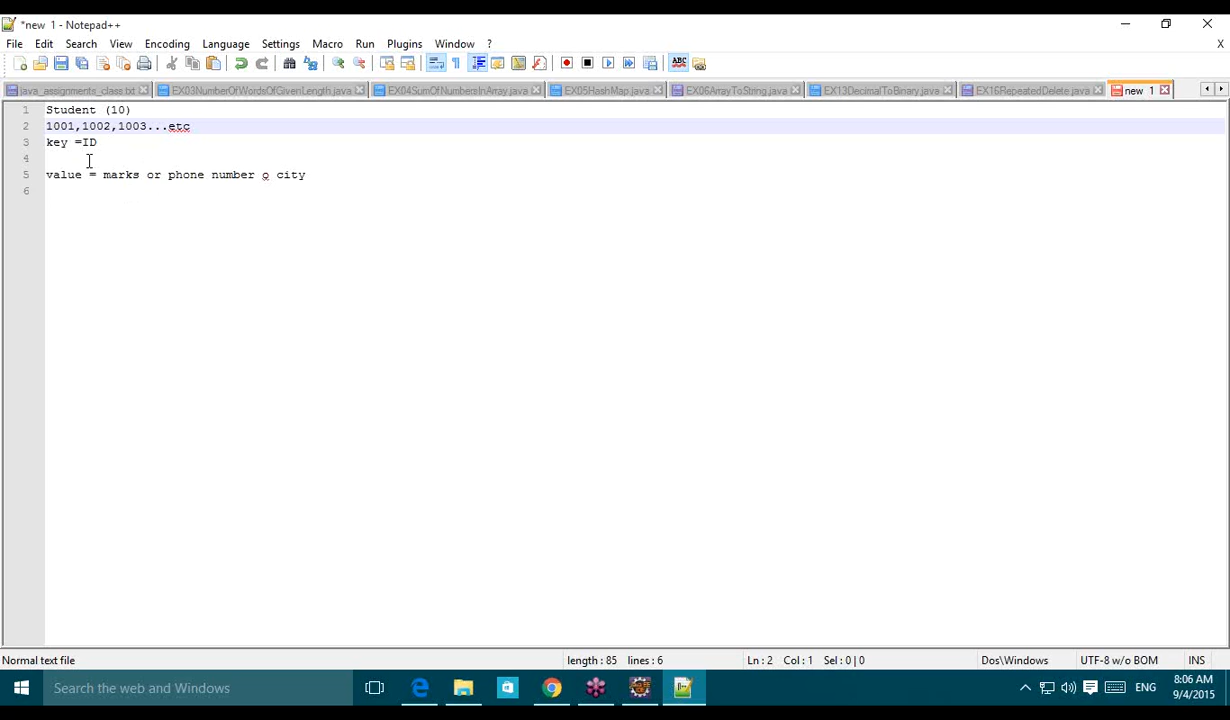 *new 1 - Notepad++
File Edit Search View Encoding Language Settings Macro Run Plugins Window ? X
java_assignments_class.txt EX03NumberOfWordsOfGivenLength.java EX04SumOfNumbersInArray.java EX05HashMap.java EX06ArrayToString.java EX13DecimalToBinary.java EX16RepeatedDelete.java new 1
1 Student (10)
2 1001,1002,1003...etc
3 key =ID
4
5 value = marks or phone number o city
6
Normal text file length : 85 lines : 6 Ln : 2 Col : 1 Sel : 0 | 0 Dos\Windows UTF-8 w/o BOM INS
Search the web and Windows ENG 8:06 AM
9/4/2015